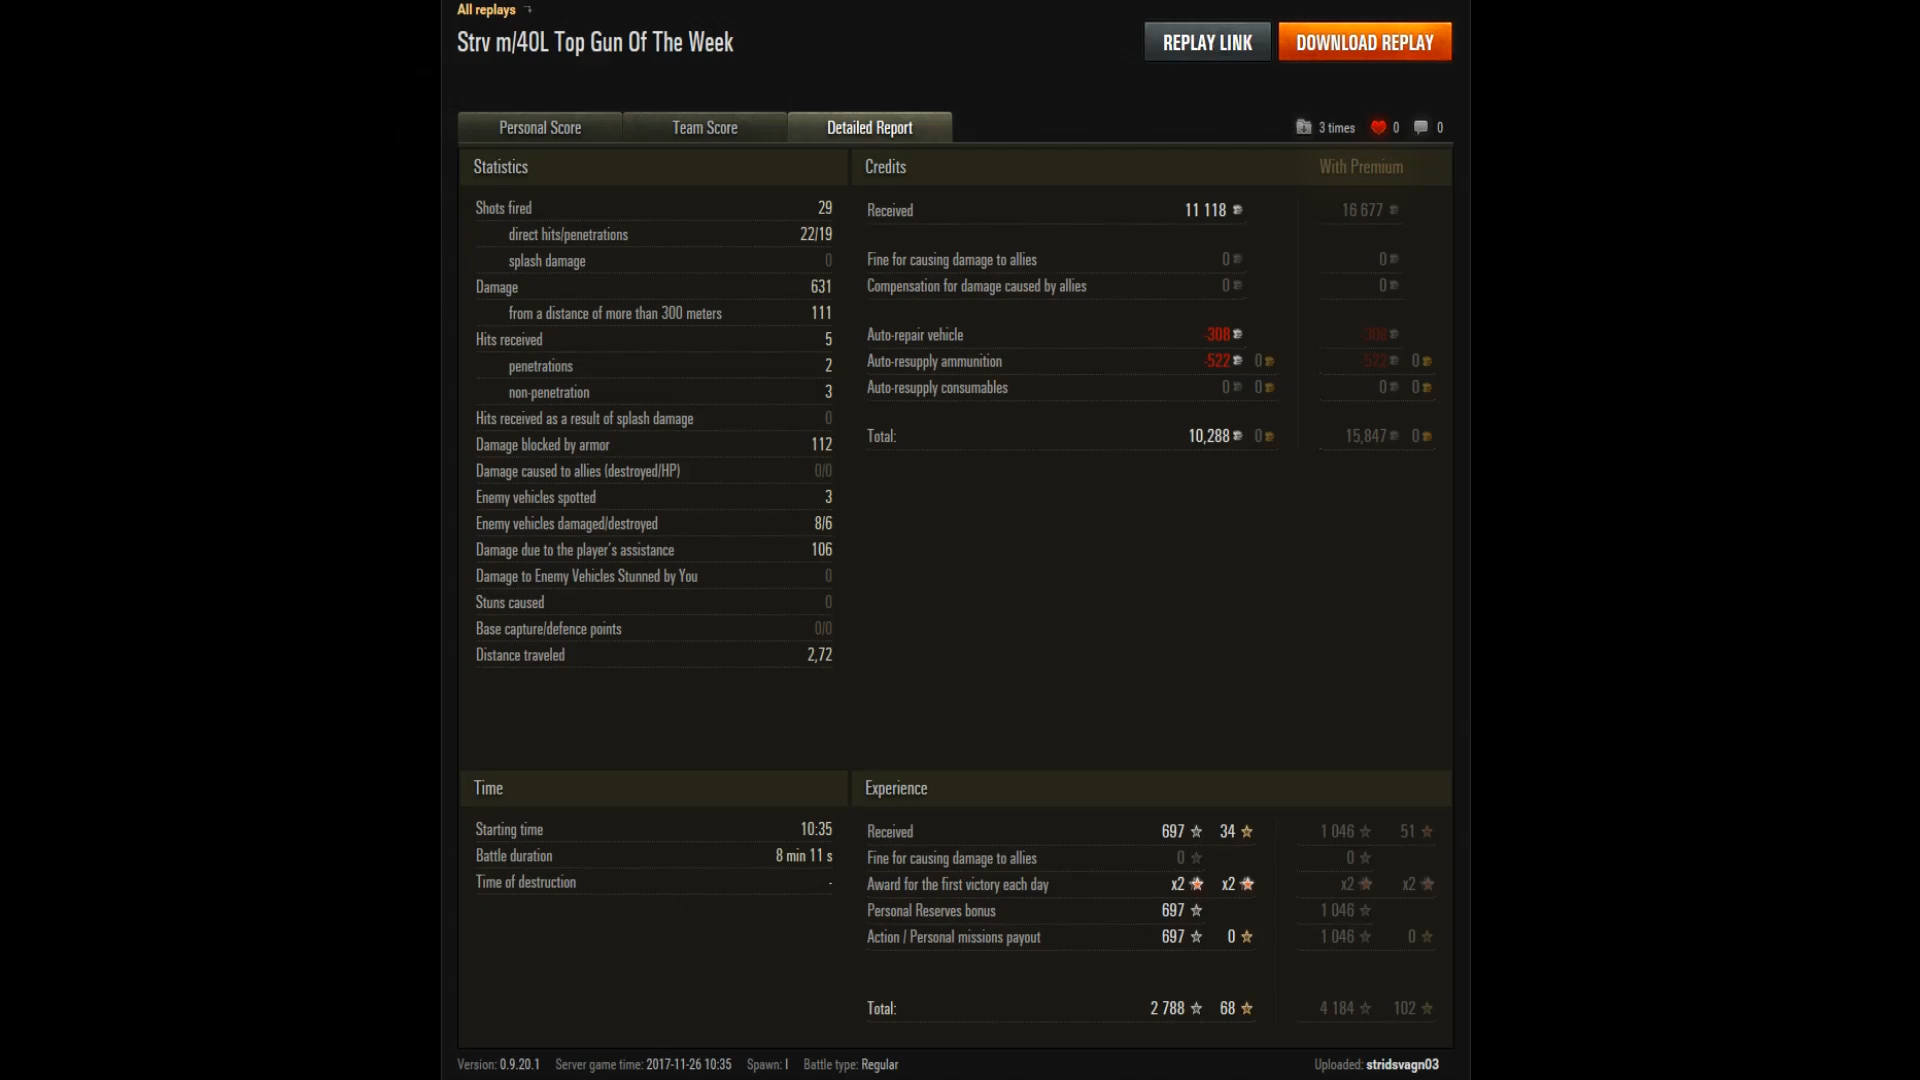 All replays
Strv m/40L Top Gun Of The Week
REPLAY LINK DOWNLOAD REPLAY
Personal Score Team Score Detailed Report 3 times 0 0
Statistics Credits With Premium
Shots fired 29
direct hits/penetrations 22/19
splash damage 0
Damage 631
from a distance of more than 300 meters 111
Hits received 5
penetrations 2
non-penetration 3
Hits received as a result of splash damage 0
Damage blocked by armor 112
Damage caused to allies (destroyed/HP) 0/0
Enemy vehicles spotted 3
Enemy vehicles damaged/destroyed 8/6
Damage due to the player's assistance 106
Damage to Enemy Vehicles Stunned by You 0
Stuns caused 0
Base capture/defence points 0/0
Distance traveled 2,72
Received 11 118 16 677
Fine for causing damage to allies 0 0
Compensation for damage caused by allies 0 0
Auto-repair vehicle -308 -308
Auto-resupply ammunition -522 0 -522 0
Auto-resupply consumables 0 0 0 0
Total: 10,288 0 15,847 0
Time
Starting time 10:35
Battle duration 8 min 11 s
Time of destruction -
Experience
Received 697 34 1 046 51
Fine for causing damage to allies 0 0
Award for the first victory each day x2 x2 x2 x2
Personal Reserves bonus 697 1 046
Action / Personal missions payout 697 0 1 046 0
Total: 2 788 68 4 184 102
Version: 0.9.20.1 Server game time: 2017-11-26 10:35 Spawn: I Battle type: Regular Uploaded: stridsvagn03